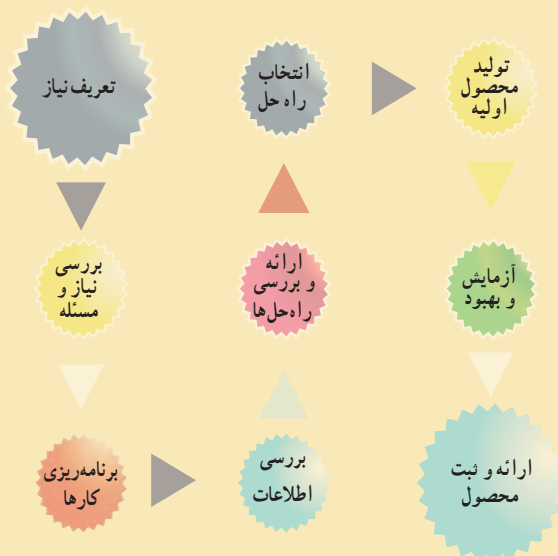 تعریف نیاز
بررسی
نیاز و
مسئله
برنامه‌ریزی
کارها
بررسی
اطلاعات
ارائه
و بررسی
راه‌حل‌ها
انتخاب
راه حل
تولید
محصول
اولیه
آزمایش
و بهبود
ارائه و ثبت
محصول